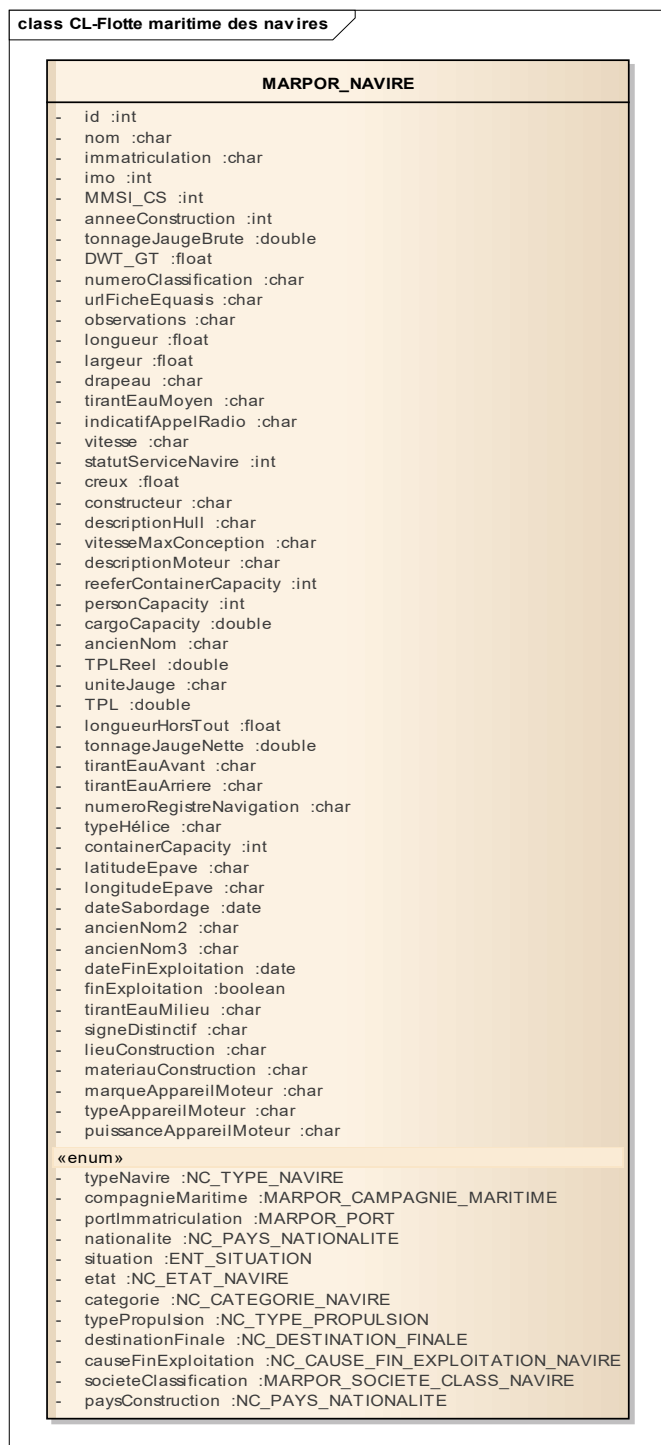 class CL-Flotte maritime des navires
MARPOR_NAVIRE
- id :int
- nom :char
- immatriculation :char
- imo :int
- MMSI_CS :int
- anneeConstruction :int
- tonnageJaugeBrute :double
- DWT_GT :float
- numeroClassification :char
- urlFicheEquasis :char
- observations :char
- longueur :float
- largeur :float
- drapeau :char
- tirantEauMoyen :char
- indicatifAppelRadio :char
- vitesse :char
- statutServiceNavire :int
- creux :float
- constructeur :char
- descriptionHull :char
- vitesseMaxConception :char
- descriptionMoteur :char
- reeferContainerCapacity :int
- personCapacity :int
- cargoCapacity :double
- ancienNom :char
- TPLReel :double
- uniteJauge :char
- TPL :double
- longueurHorsTout :float
- tonnageJaugeNette :double
- tirantEauAvant :char
- tirantEauArriere :char
- numeroRegistreNavigation :char
- typeHélice :char
- containerCapacity :int
- latitudeEpave :char
- longitudeEpave :char
- dateSabordage :date
- ancienNom2 :char
- ancienNom3 :char
- dateFinExploitation :date
- finExploitation :boolean
- tirantEauMilieu :char
- signeDistinctif :char
- lieuConstruction :char
- materiauConstruction :char
- marqueAppareilMoteur :char
- typeAppareilMoteur :char
- puissanceAppareilMoteur :char
«enum»
- typeNavire :NC_TYPE_NAVIRE
- compagnieMaritime :MARPOR_CAMPAGNIE_MARITIME
- portImmatriculation :MARPOR_PORT
- nationalite :NC_PAYS_NATIONALITE
- situation :ENT_SITUATION
- etat :NC_ETAT_NAVIRE
- categorie :NC_CATEGORIE_NAVIRE
- typePropulsion :NC_TYPE_PROPULSION
- destinationFinale :NC_DESTINATION_FINALE
- causeFinExploitation :NC_CAUSE_FIN_EXPLOITATION_NAVIRE
- societeClassification :MARPOR_SOCIETE_CLASS_NAVIRE
- paysConstruction :NC_PAYS_NATIONALITE